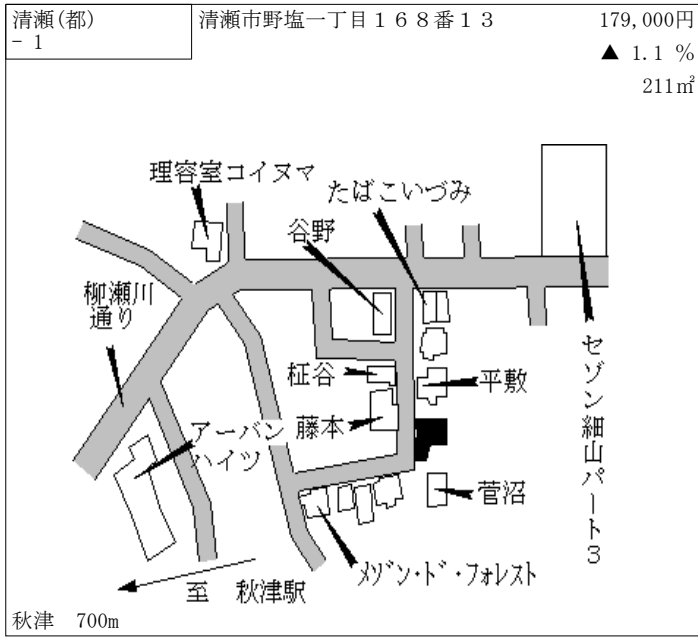 清瀬(都)
- 1
清瀬市野塩一丁目１６８番１３
179,000円
▲ 1.1 %
211㎡
理容室コイヌマ
たばこいづみ
谷野
柳瀬川
通り
セゾン細山パート３
柾谷
平敷
アーバン
ハイツ
藤本
菅沼
メゾン・ド・フォレスト
至 秋津駅
秋津 700m